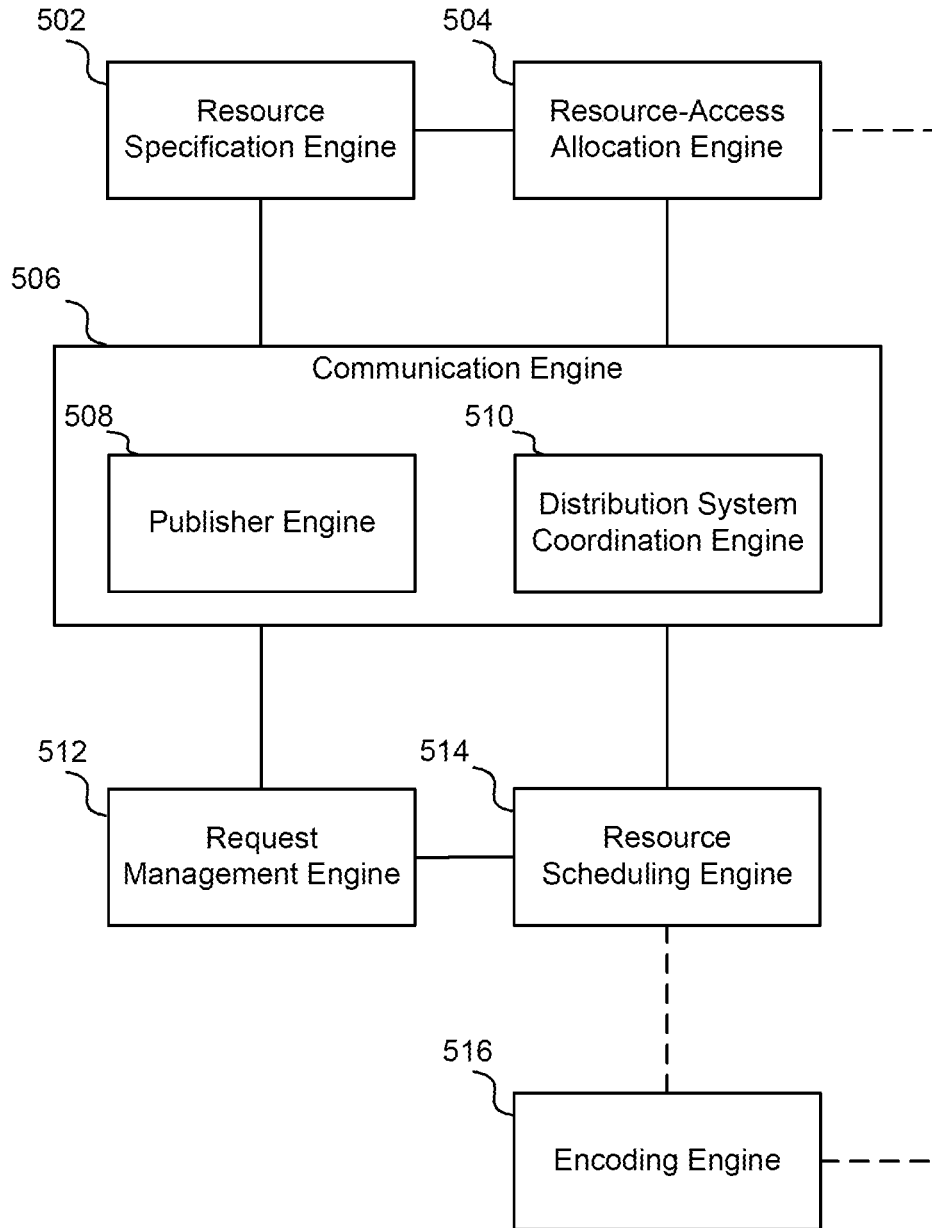 502
504
Resource
Specification Engine
Resource-Access
Allocation Engine
506
Communication Engine
508
510
Publisher Engine
Distribution System
Coordination Engine
512
514
Request
Management Engine
Resource
Scheduling Engine
516
Encoding Engine